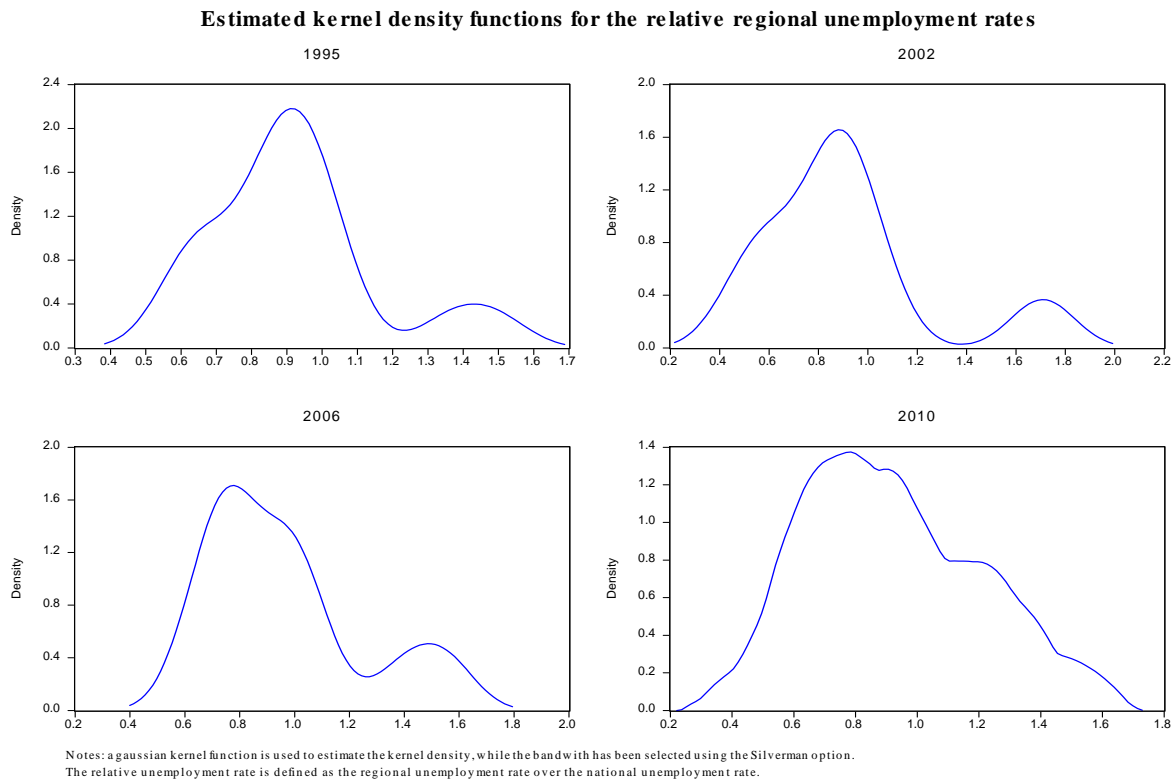 Estimated kernel density functions for the relative regional unemployment rates
1995
2.4
2.0
1.6
1.2
0.8
0.4
0.0
Density
0.3 0.4 0.5 0.6 0.7 0.8 0.9 1.0 1.1 1.2 1.3 1.4 1.5 1.6 1.7
2002
2.0
1.6
1.2
0.8
0.4
0.0
Density
0.2 0.4 0.6 0.8 1.0 1.2 1.4 1.6 1.8 2.0 2.2
2006
2.0
1.6
1.2
0.8
0.4
0.0
Density
0.2 0.4 0.6 0.8 1.0 1.2 1.4 1.6 1.8 2.0
2010
1.4
1.2
1.0
0.8
0.6
0.4
0.2
0.0
Density
0.2 0.4 0.6 0.8 1.0 1.2 1.4 1.6 1.8
Notes: a gaussian kernel function is used to estimate the kernel density, while the bandwith has been selected using the Silverman option.
The relative unemployment rate is defined as the regional unemployment rate over the national unemployment rate.